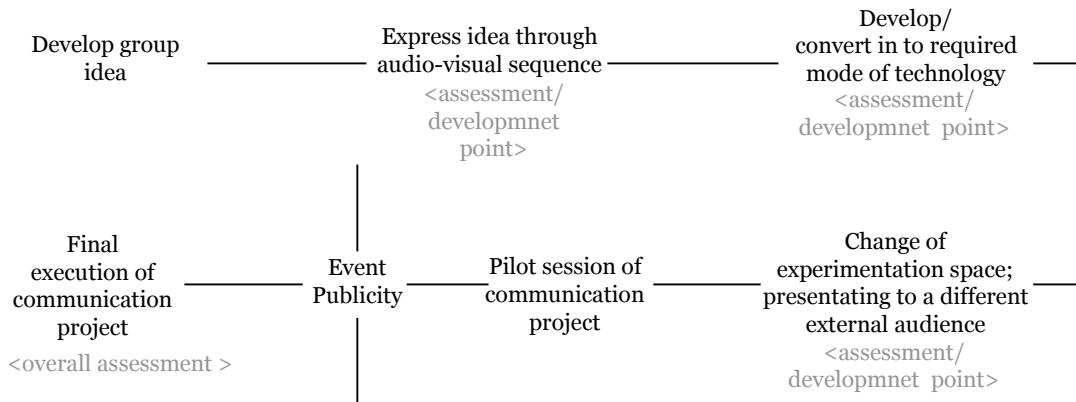 Develop group
idea
Express idea through
audio-visual sequence
<assessment/
developmnet
point>
Develop/
convert in to required
mode of technology
<assessment/
developmnet point>
Final
execution of
communication
project
<overall assessment >
Event
Publicity
Pilot session of
communication
project
Change of
experimentation space;
presentating to a different
external audience
<assessment/
developmnet point>